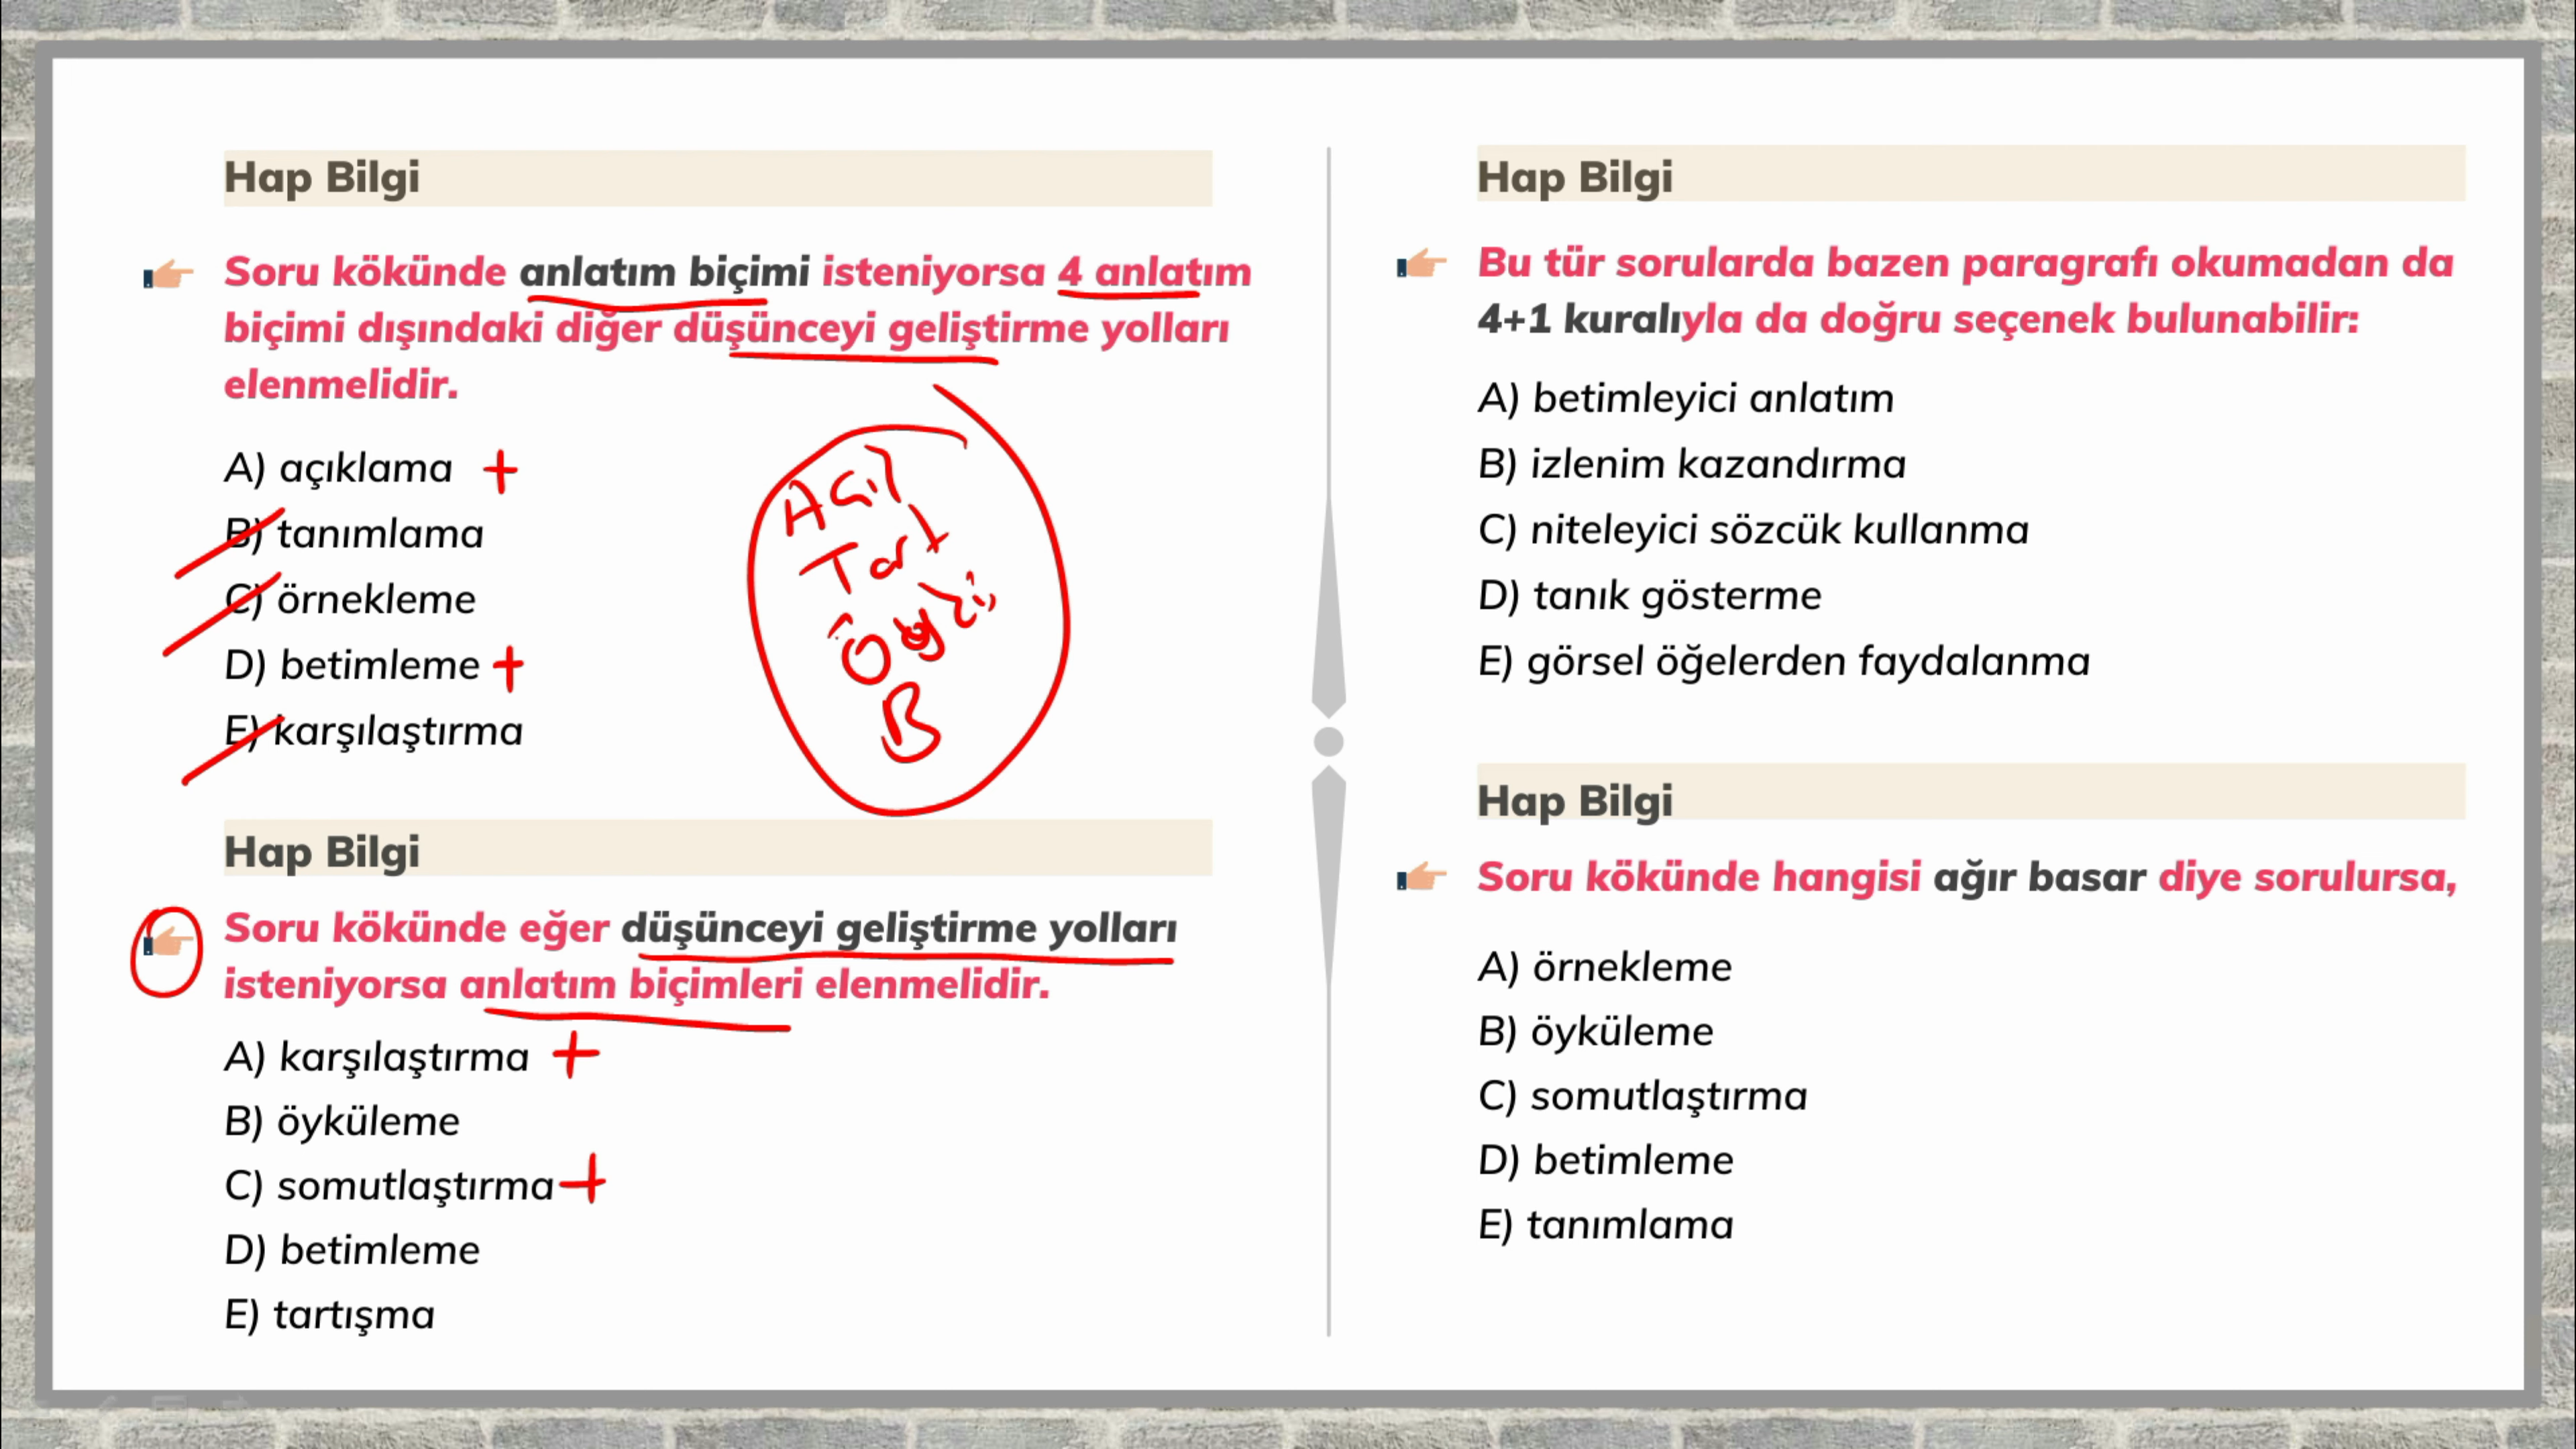 Hap Bilgi
Soru kökünde anlatım biçimi isteniyorsa 4 anlatım
biçimi dışındaki diğer düşünceyi geliştirme yolları
elenmelidir.
A) açıklama +
B) tanımlama
C) örnekleme
D) betimleme +
E) karşılaştırma
Açıl
Tart
B
Hap Bilgi
Soru kökünde eğer düşünceyi geliştirme yolları
isteniyorsa anlatım biçimleri elenmelidir.
A) karşılaştırma +
B) öyküleme
C) somutlaştırma +
D) betimleme
E) tartışma
Hap Bilgi
Bu tür sorularda bazen paragrafı okumadan da
4+1 kuralıyla da doğru seçenek bulunabilir:
A) betimleyici anlatım
B) izlenim kazandırma
C) niteleyici sözcük kullanma
D) tanık gösterme
E) görsel öğelerden faydalanma
Hap Bilgi
Soru kökünde hangisi ağır basar diye sorulursa,
A) örnekleme
B) öyküleme
C) somutlaştırma
D) betimleme
E) tanımlama